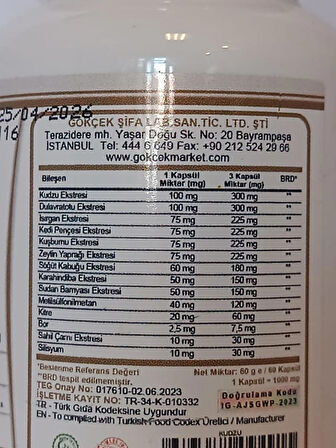 25/04/2026
116
GÖKÇEK ŞİFA LAB.SAN.TİC. LTD. ŞTİ
Terazidere mh. Yaşar Doğu Sk. No: 20 Bayrampaşa
İSTANBUL Tel: 444 6 649 Fax: +90 212 524 29 66
www.gokcekmarket.com
Bileşen 1 Kapsül Miktar (mg) 3 Kapsül Miktar (mg) BRD*
Kudzu Ekstresi 100 mg 300 mg **
Dulavratotu Ekstresi 100 mg 300 mg **
Isırgan Ekstresi 75 mg 225 mg **
Kedi Pençesi Ekstresi 75 mg 225 mg **
Kuşburnu Ekstresi 75 mg 225 mg **
Zeytin Yaprağı Ekstresi 75 mg 225 mg **
Söğüt Kabuğu Ekstresi 60 mg 180 mg **
Karahindiba Ekstresi 50 mg 150 mg **
Sudan Bamyası Ekstresi 50 mg 150 mg **
Metilsülfonilmetan 40 mg 120 mg **
Kitre 20 mg 60 mg **
Bor 2,5 mg 7,5 mg **
Sahil Çamı Ekstresi 10 mg 30 mg **
Silisyum 10 mg 30 mg **
*Beslenme Referans Değeri
**BRD tespit edilmemiştir.
Net Miktar: 60 g e / 60 Kapsül
1 Kapsül = 1000 mg
TEG Onay No: 017610-02.06.2023
İŞLETME KAYIT NO: TR-34-K-010332
Doğrulama Kodu
IG-AJ5GWP-2023
TR - Türk Gıda Kodeksine Uygundur
EN - To complied with Turkish Food Codex Üretici / Manufacturer
KUDZU